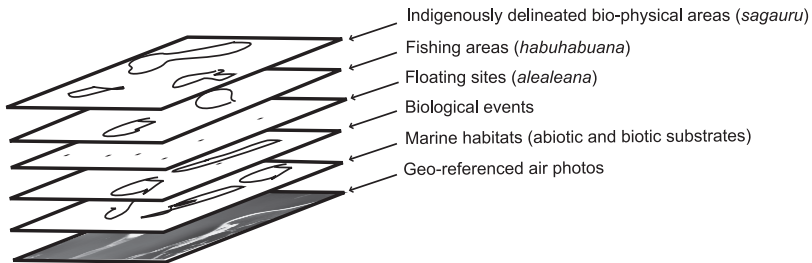 Indigenously delineated bio-physical areas (sagauru)
Fishing areas (habuhabuana)
Floating sites (alealeana)
Biological events
Marine habitats (abiotic and biotic substrates)
Geo-referenced air photos